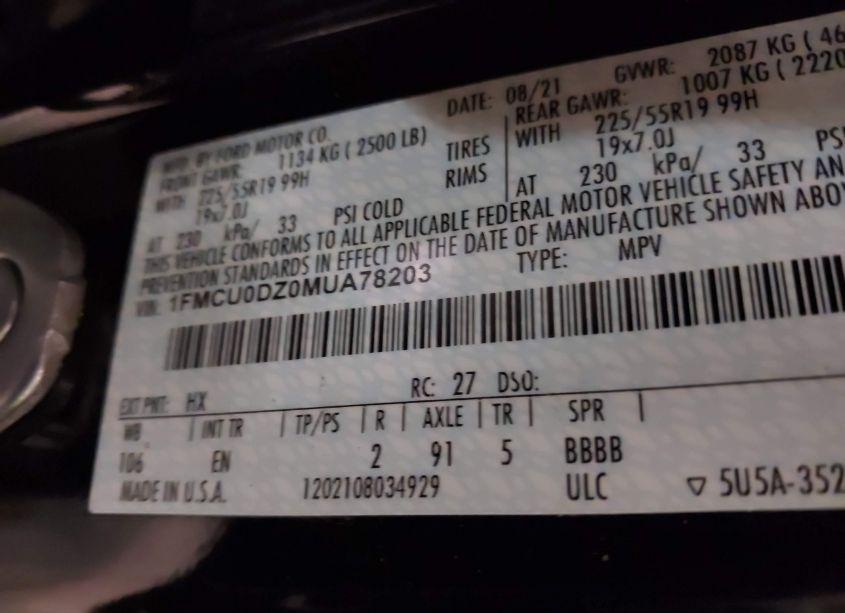 MFD. BY FORD MOTOR CO.
DATE: 08/21 GVWR: 2087 KG ( 46
FRONT GAWR: 1134 KG ( 2500 LB)
REAR GAWR: 1007 KG ( 2220
WITH 225/55R19 99H TIRES WITH 225/55R19 99H
19x7.0J RIMS 19x7.0J
AT 230 kPa/ 33 PSI COLD AT 230 kPa/ 33 PSI
THIS VEHICLE CONFORMS TO ALL APPLICABLE FEDERAL MOTOR VEHICLE SAFETY AN
PREVENTION STANDARDS IN EFFECT ON THE DATE OF MANUFACTURE SHOWN ABO
VIN: 1FMCU0DZ0MUA78203 TYPE: MPV
EXT PNT: HX RC: 27 DSO:
WB | INT TR | TP/PS | R | AXLE | TR | SPR |
106 EN 2 91 5 BBBB
MADE IN U.S.A. 1202108034929 ULC ▽ 5U5A-352